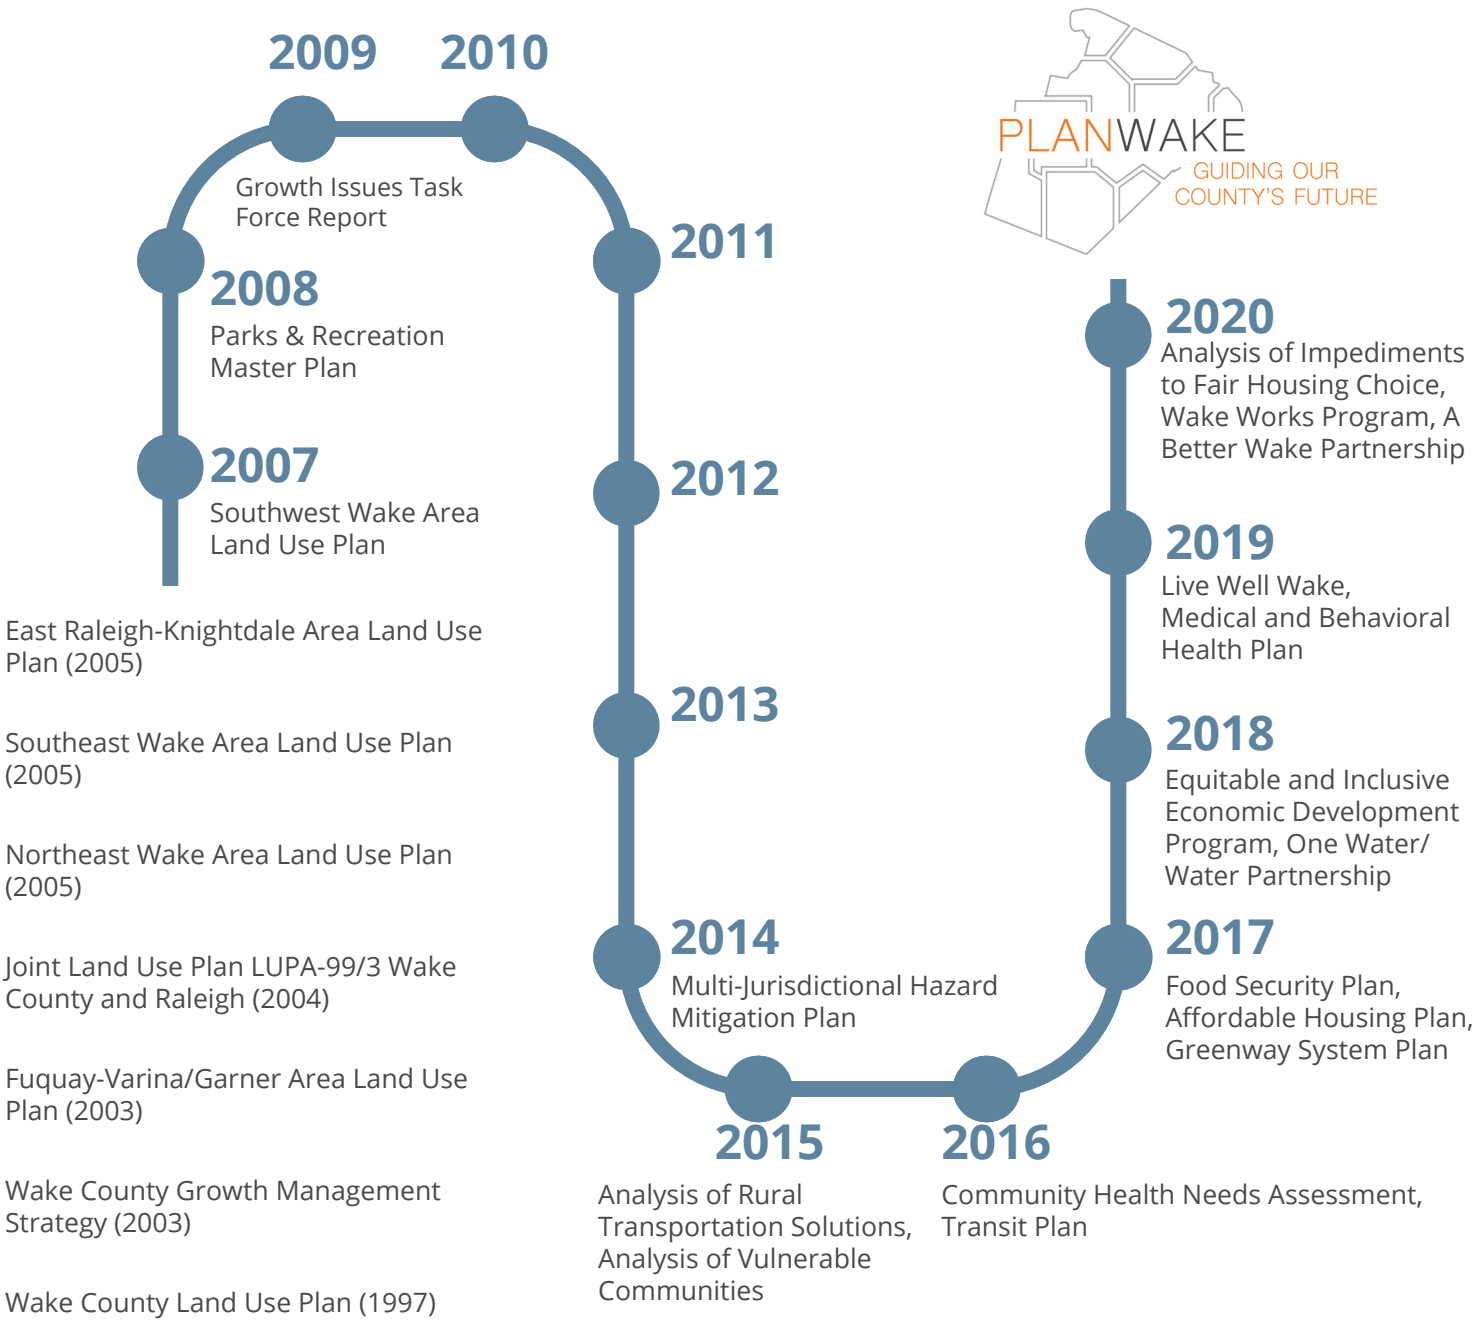 2009
2010
Growth Issues Task
Force Report
2008
Parks & Recreation
Master Plan
2007
Southwest Wake Area
Land Use Plan
East Raleigh-Knightdale Area Land Use
Plan (2005)
Southeast Wake Area Land Use Plan
(2005)
Northeast Wake Area Land Use Plan
(2005)
Joint Land Use Plan LUPA-99/3 Wake
County and Raleigh (2004)
Fuquay-Varina/Garner Area Land Use
Plan (2003)
Wake County Growth Management
Strategy (2003)
Wake County Land Use Plan (1997)
2011
2012
2013
2014
Multi-Jurisdictional Hazard
Mitigation Plan
2015
Analysis of Rural
Transportation Solutions,
Analysis of Vulnerable
Communities
2016
Community Health Needs Assessment,
Transit Plan
PLANWAKE
GUIDING OUR
COUNTY'S FUTURE
2020
Analysis of Impediments
to Fair Housing Choice,
Wake Works Program, A
Better Wake Partnership
2019
Live Well Wake,
Medical and Behavioral
Health Plan
2018
Equitable and Inclusive
Economic Development
Program, One Water/
Water Partnership
2017
Food Security Plan,
Affordable Housing Plan,
Greenway System Plan